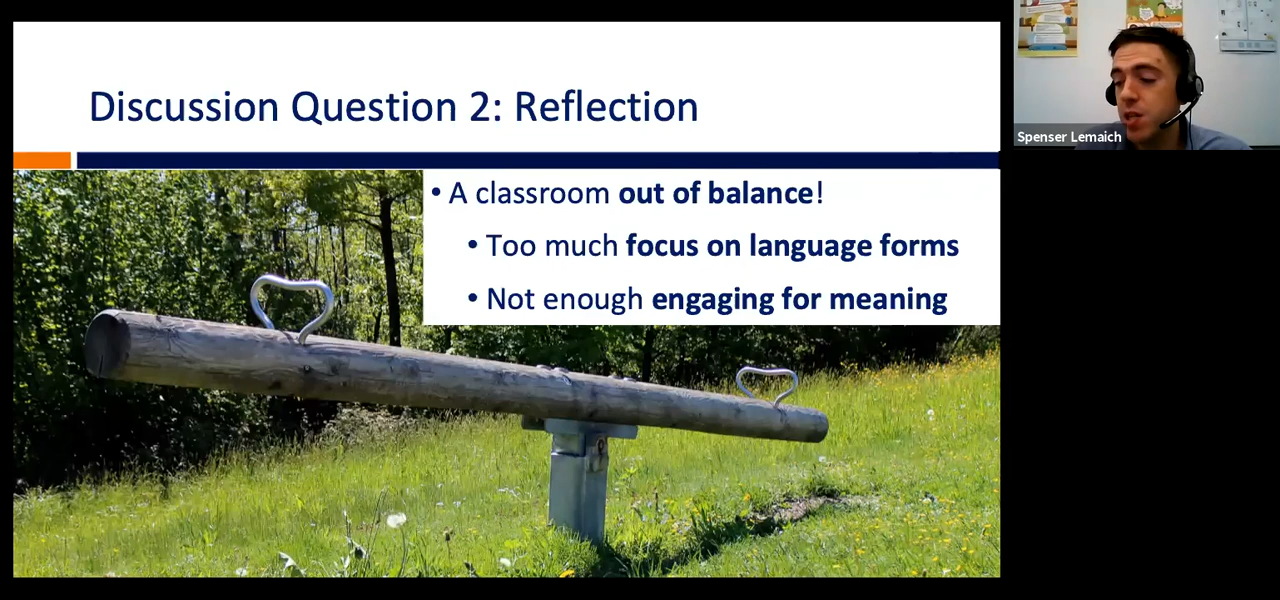 Discussion Question 2: Reflection
• A classroom out of balance!
• Too much focus on language forms
• Not enough engaging for meaning
Spenser Lemaich